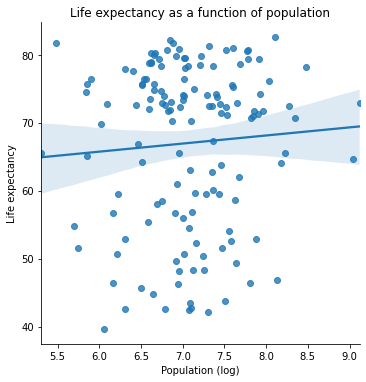 Life expectancy as a function of population
80
70
60
50
40
Life expectancy
5.5 6.0 6.5 7.0 7.5 8.0 8.5 9.0
Population (log)